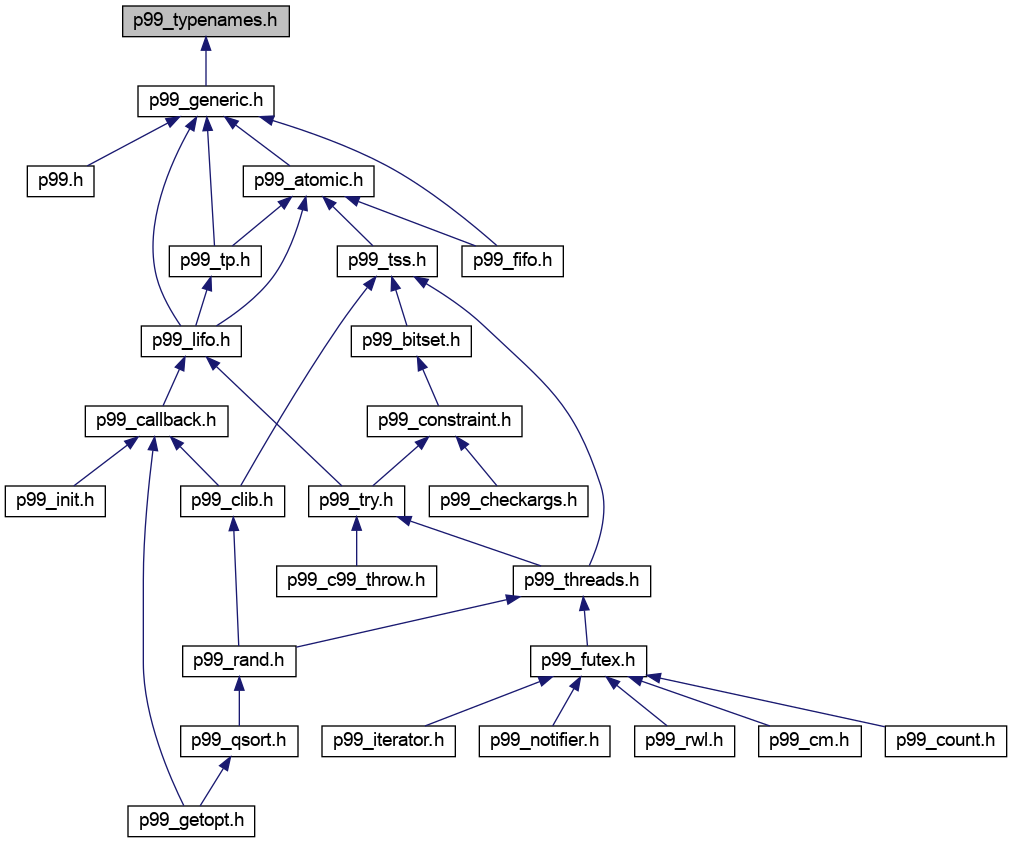 p99_typenames.h
p99_generic.h
p99.h
p99_atomic.h
p99_tp.h
p99_tss.h
p99_fifo.h
p99_lifo.h
p99_bitset.h
p99_callback.h
p99_constraint.h
p99_init.h
p99_clib.h
p99_try.h
p99_checkargs.h
p99_c99_throw.h
p99_threads.h
p99_rand.h
p99_futex.h
p99_qsort.h
p99_iterator.h
p99_notifier.h
p99_rwl.h
p99_cm.h
p99_count.h
p99_getopt.h